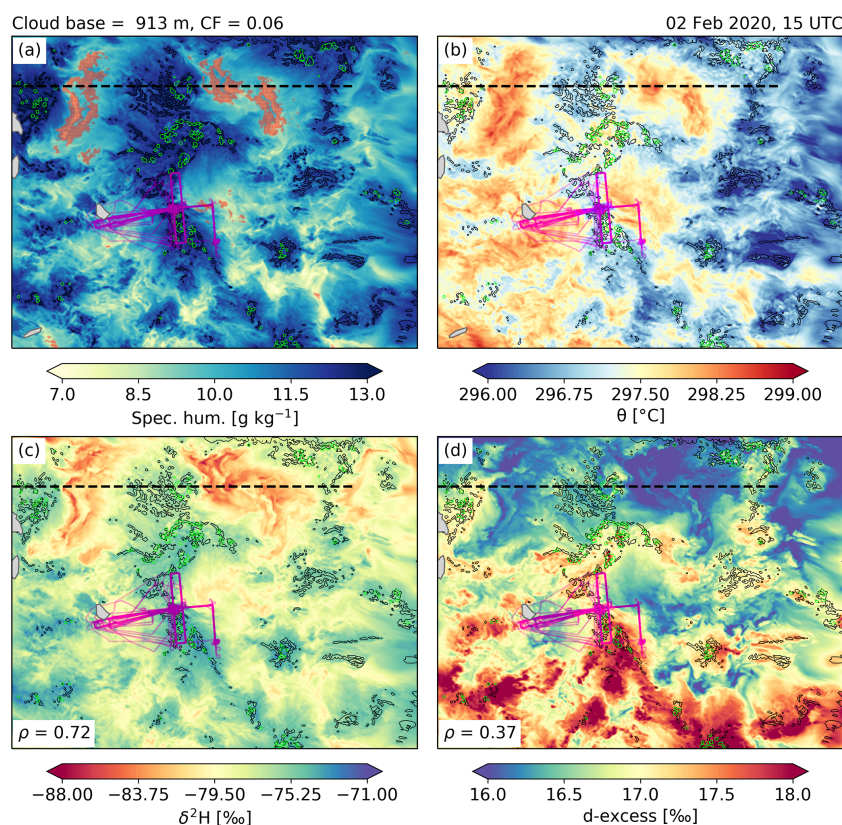 Cloud base =  913 m, CF = 0.06
02 Feb 2020, 15 UTC
(a)
(b)
7.0 8.5 10.0 11.5 13.0
Spec. hum. [g kg⁻¹]
296.00 296.75 297.50 298.25 299.00
θ [°C]
(c)
(d)
ρ = 0.72
ρ = 0.37
−88.00 −83.75 −79.50 −75.25 −71.00
δ²H [‰]
16.0 16.5 17.0 17.5 18.0
d-excess [‰]